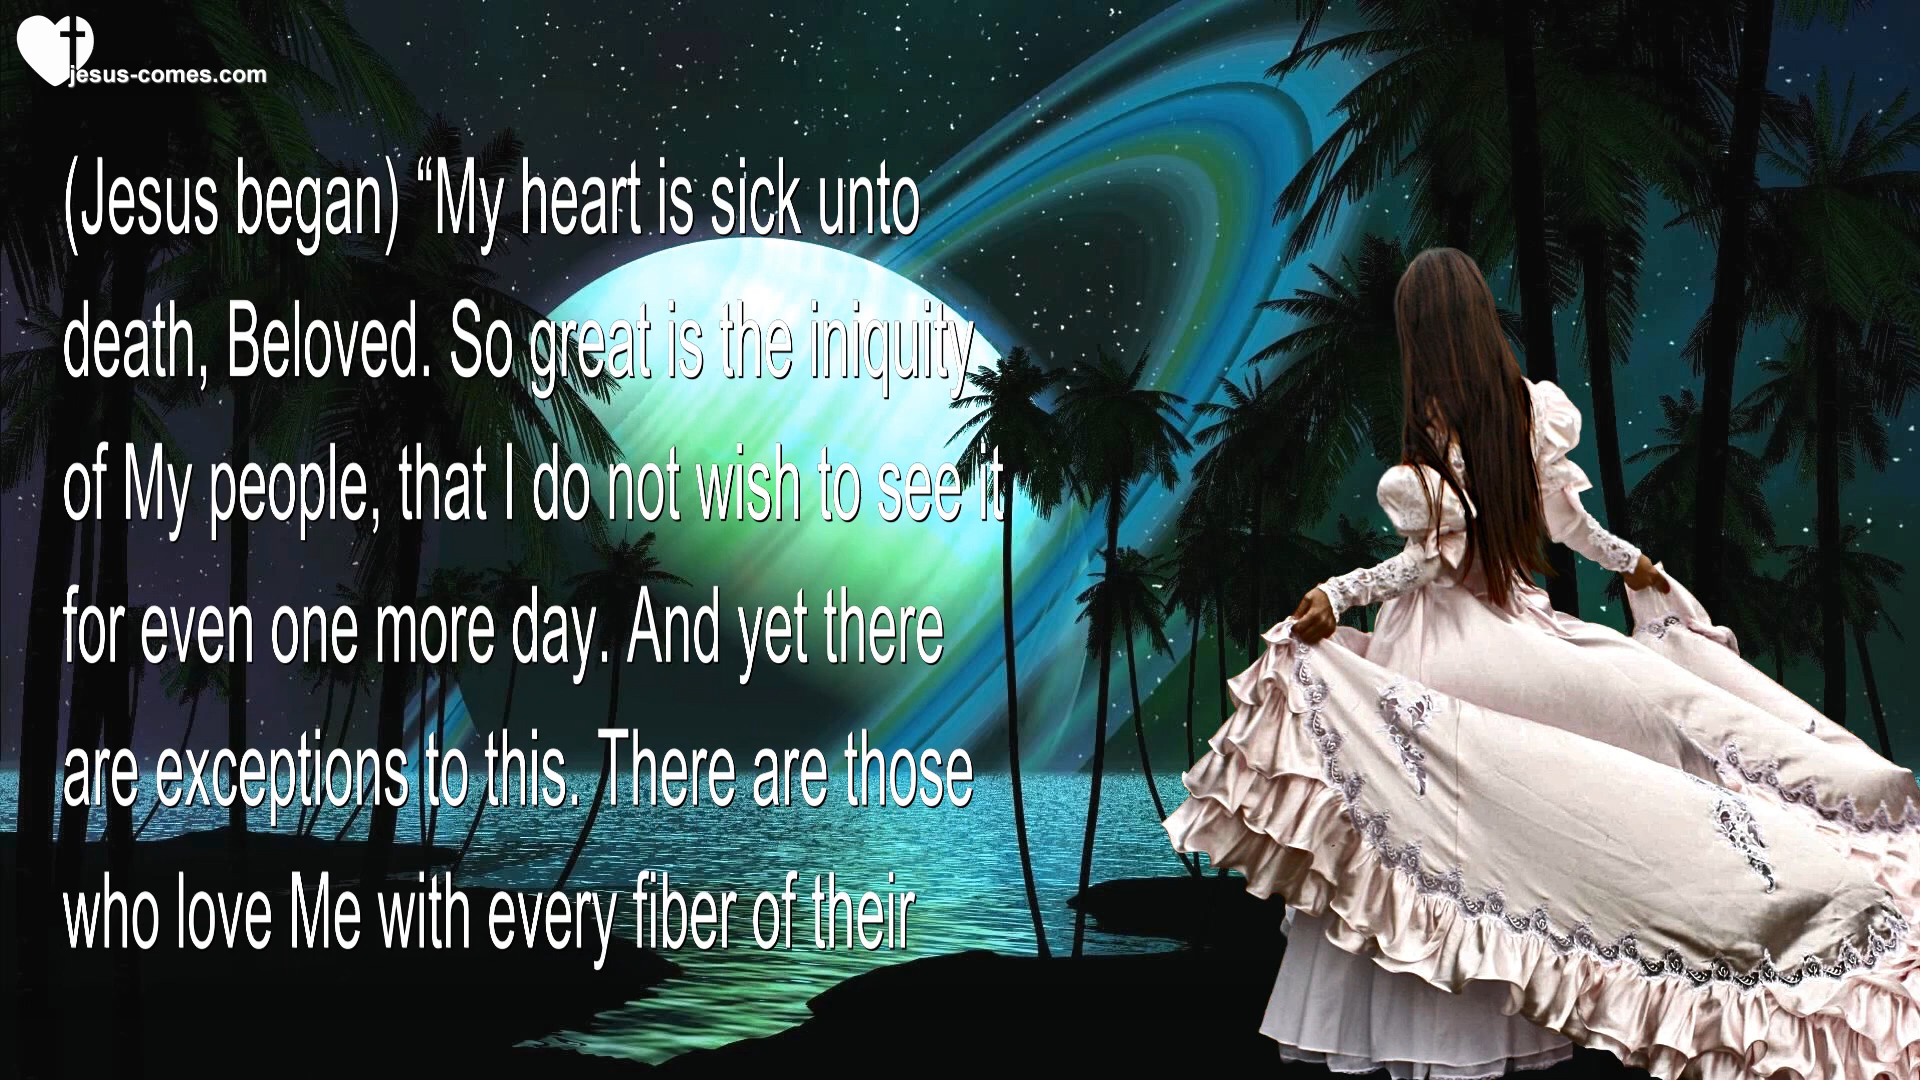 jesus-comes.com
(Jesus began) “My heart is sick unto
death, Beloved. So great is the iniquity
of My people, that I do not wish to see it
for even one more day. And yet there
are exceptions to this. There are those
who love Me with every fiber of their